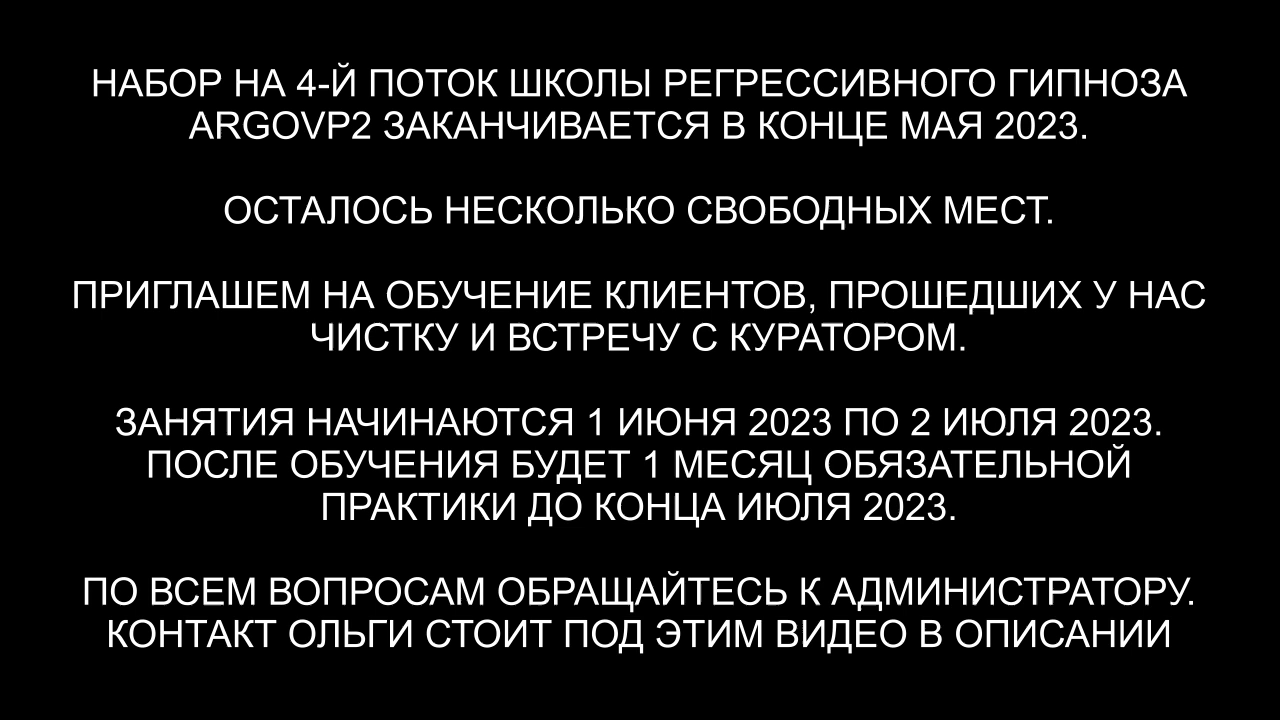 НАБОР НА 4-Й ПОТОК ШКОЛЫ РЕГРЕССИВНОГО ГИПНОЗА
ARGOVP2 ЗАКАНЧИВАЕТСЯ В КОНЦЕ МАЯ 2023.
ОСТАЛОСЬ НЕСКОЛЬКО СВОБОДНЫХ МЕСТ.
ПРИГЛАШЕМ НА ОБУЧЕНИЕ КЛИЕНТОВ, ПРОШЕДШИХ У НАС
ЧИСТКУ И ВСТРЕЧУ С КУРАТОРОМ.
ЗАНЯТИЯ НАЧИНАЮТСЯ 1 ИЮНЯ 2023 ПО 2 ИЮЛЯ 2023.
ПОСЛЕ ОБУЧЕНИЯ БУДЕТ 1 МЕСЯЦ ОБЯЗАТЕЛЬНОЙ
ПРАКТИКИ ДО КОНЦА ИЮЛЯ 2023.
ПО ВСЕМ ВОПРОСАМ ОБРАЩАЙТЕСЬ К АДМИНИСТРАТОРУ.
КОНТАКТ ОЛЬГИ СТОИТ ПОД ЭТИМ ВИДЕО В ОПИСАНИИ